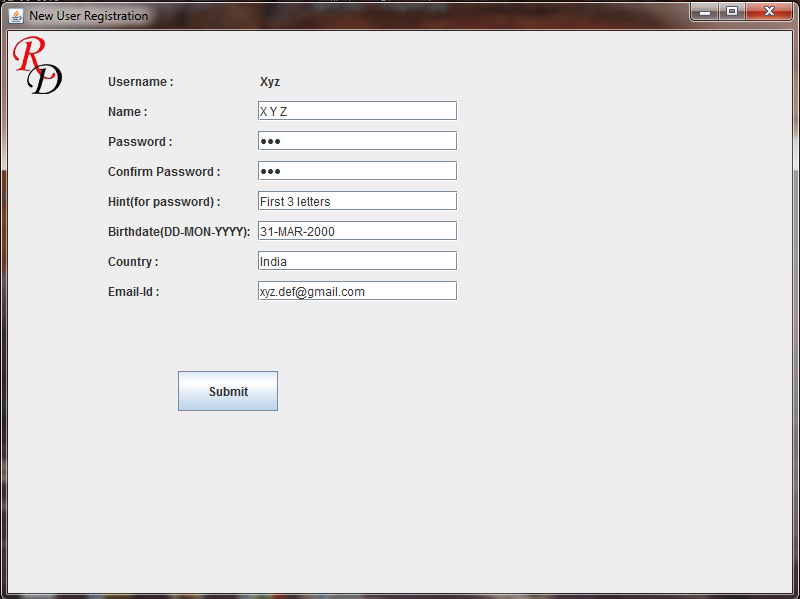 New User Registration
RD
Username : Xyz
Name : X Y Z
Password : ●●●
Confirm Password : ●●●
Hint(for password) : First 3 letters
Birthdate(DD-MON-YYYY): 31-MAR-2000
Country : India
Email-Id : xyz.def@gmail.com
Submit